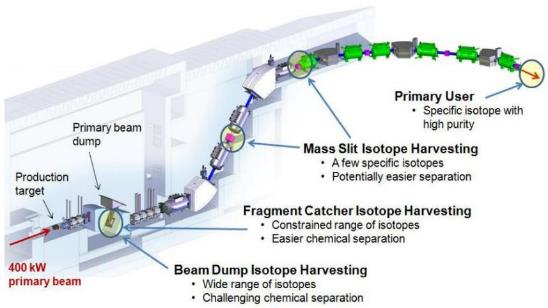 Primary User
• Specific isotope with
high purity
Mass Slit Isotope Harvesting
• A few specific isotopes
• Potentially easier separation
Primary beam
dump
Production
target
Fragment Catcher Isotope Harvesting
• Constrained range of isotopes
• Easier chemical separation
400 kW
primary beam
Beam Dump Isotope Harvesting
• Wide range of isotopes
• Challenging chemical separation